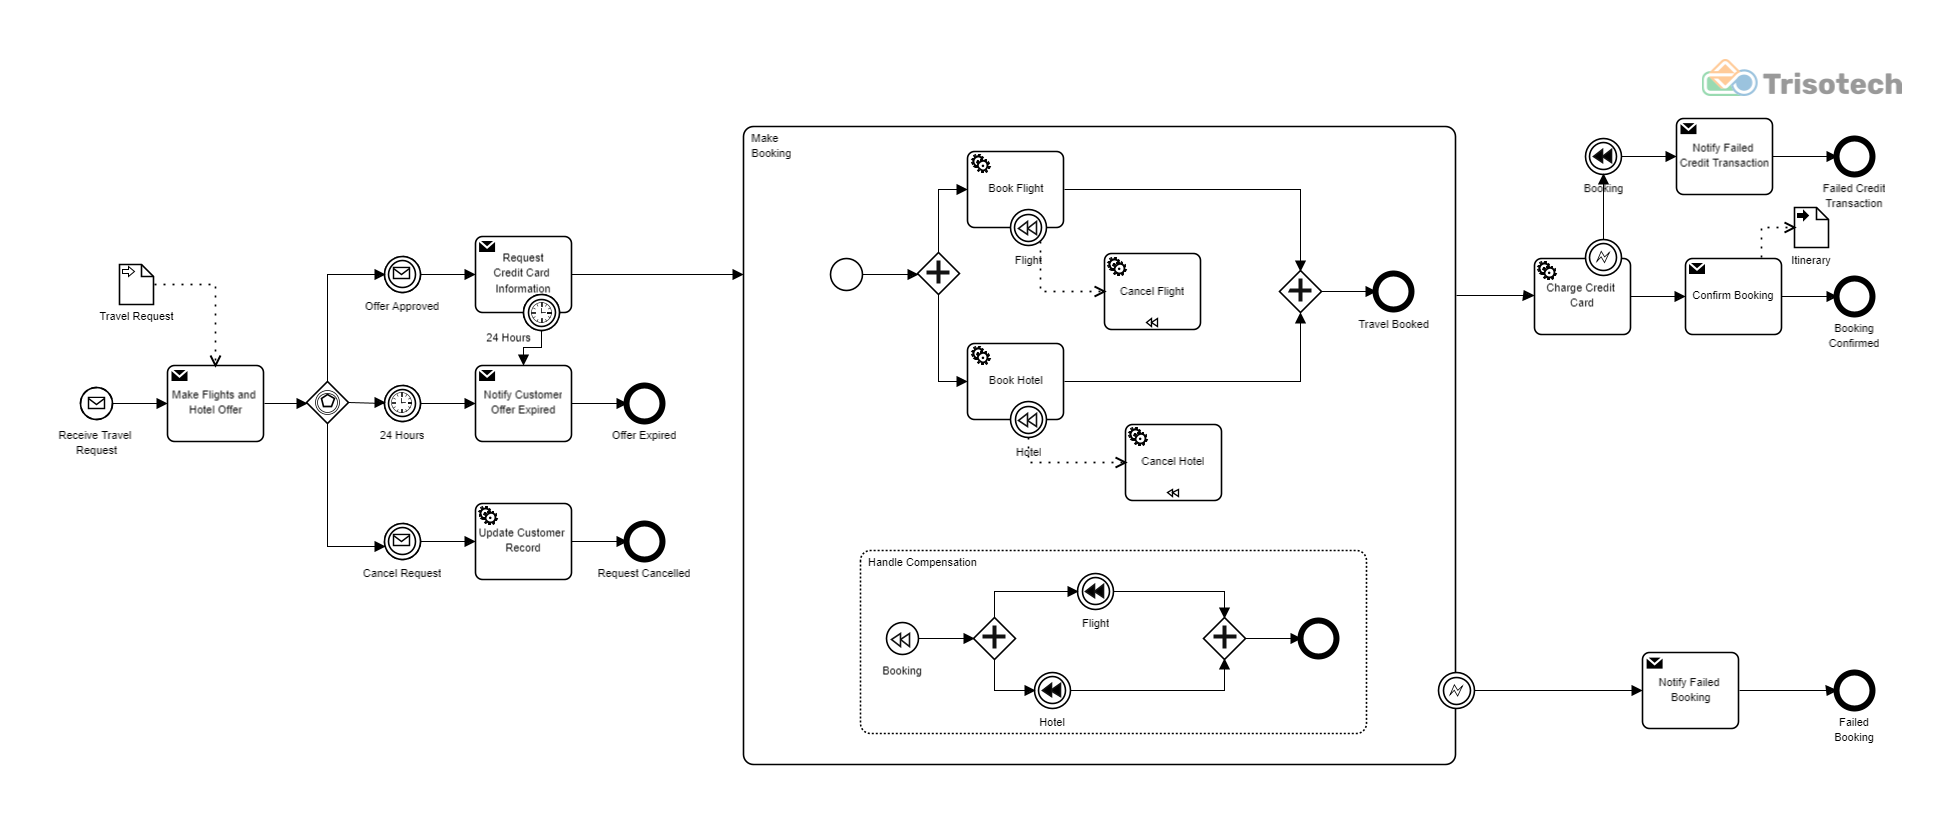 Trisotech
Make
Booking
Book Flight
Flight
Cancel Flight
Book Hotel
Hotel
Cancel Hotel
Travel Booked
Handle Compensation
Booking
Flight
Hotel
Travel Request
Receive Travel
Request
Make Flights and
Hotel Offer
Offer Approved
Request
Credit Card
Information
24 Hours
24 Hours
Notify Customer
Offer Expired
Offer Expired
Cancel Request
Update Customer
Record
Request Cancelled
Booking
Notify Failed
Credit Transaction
Failed Credit
Transaction
Itinerary
Charge Credit
Card
Confirm Booking
Booking
Confirmed
Notify Failed
Booking
Failed
Booking